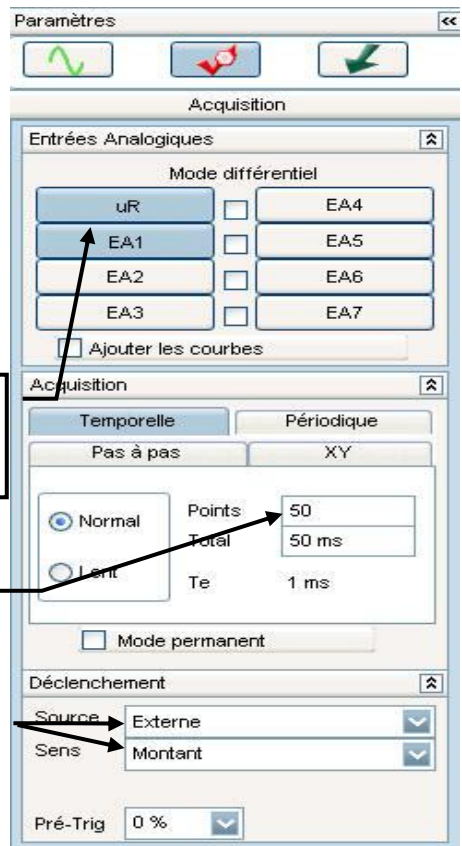 Paramètres
Acquisition
Entrées Analogiques
Mode différentiel
uR EA4
EA1 EA5
EA2 EA6
EA3 EA7
Ajouter les courbes
Acquisition
Temporelle Périodique
Pas à pas XY
Normal Points 50
Total 50 ms
Lent Te 1 ms
Mode permanent
Déclenchement
Source Externe
Sens Montant
Pré-Trig 0 %